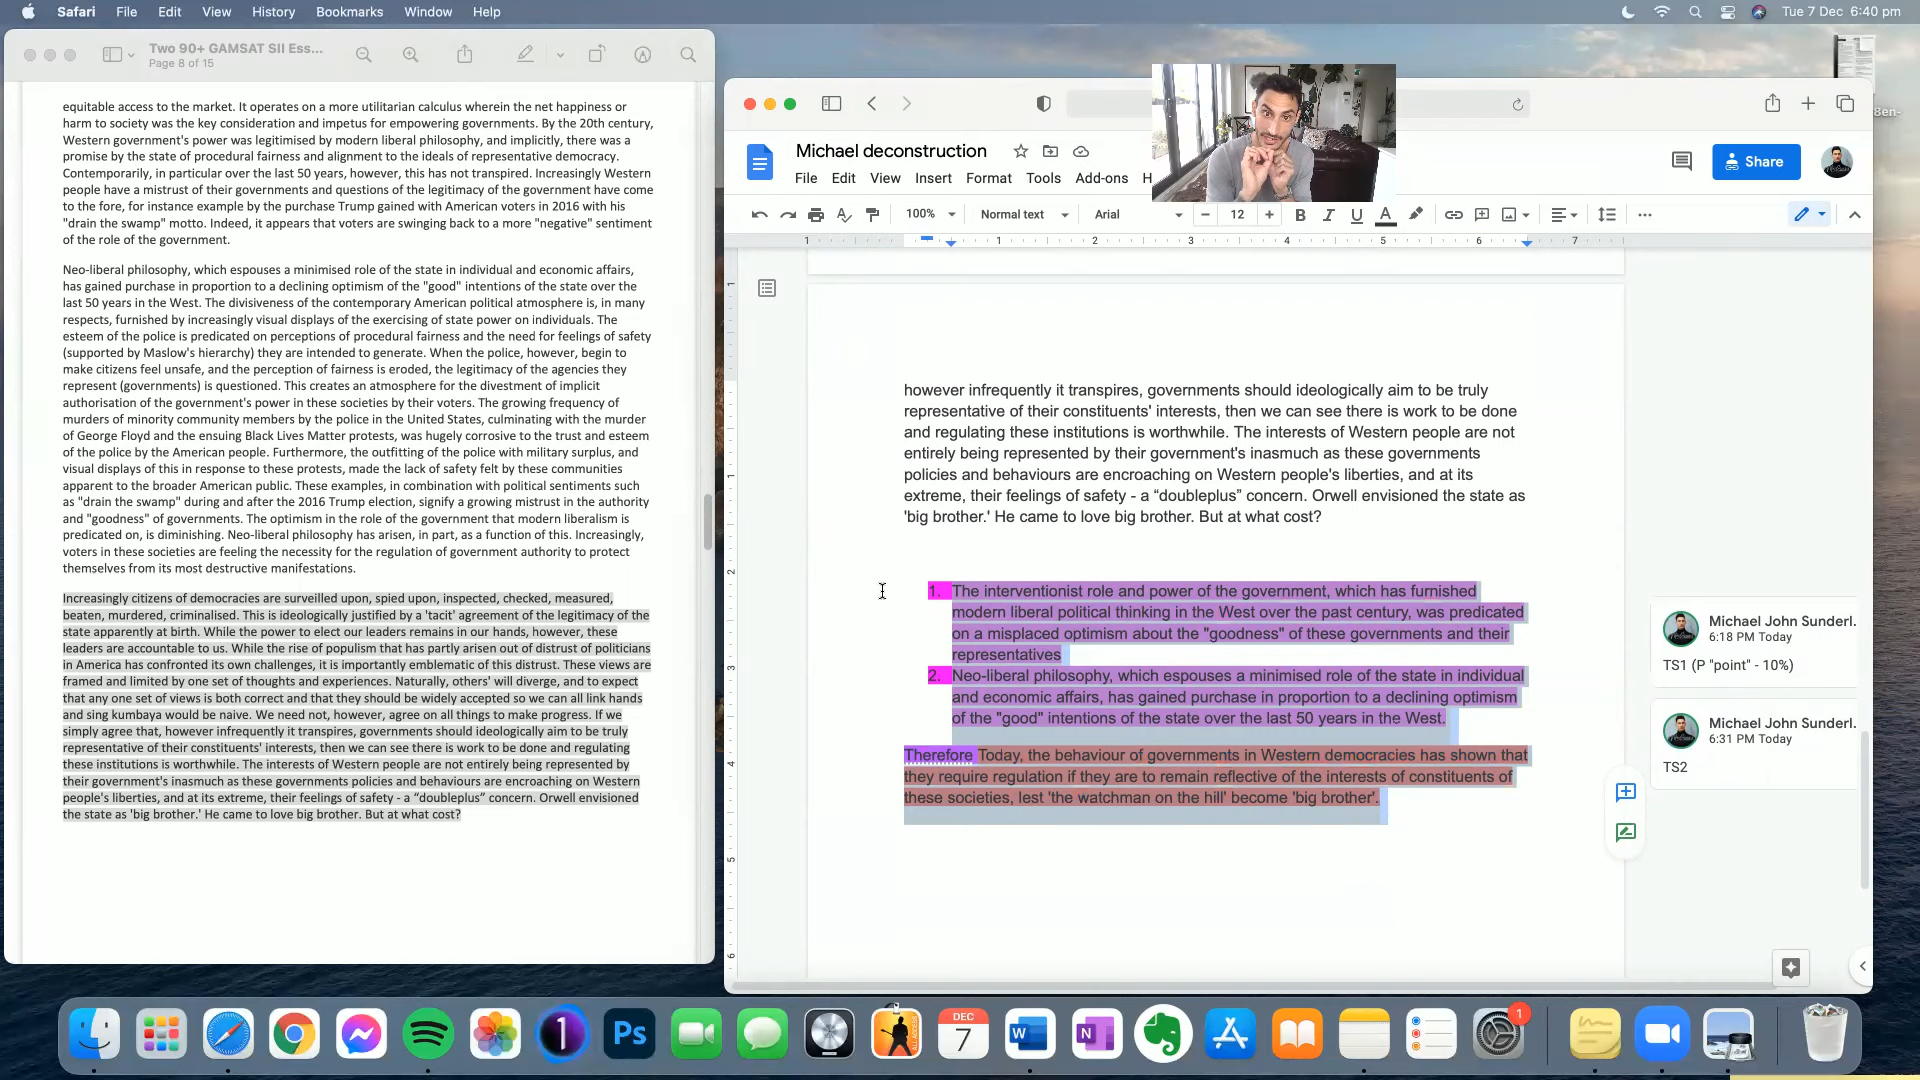 Safari File Edit View History Bookmarks Window Help
Tue 7 Dec 6:40 pm
Two 90+ GAMSAT SII Ess...
Page 8 of 15
equitable access to the market. It operates on a more utilitarian calculus wherein the net happiness or
harm to society was the key consideration and impetus for empowering governments. By the 20th century,
Western government's power was legitimised by modern liberal philosophy, and implicitly, there was a
promise by the state of procedural fairness and alignment to the ideals of representative democracy.
Contemporarily, in particular over the last 50 years, however, this has not transpired. Increasingly Western
people have a mistrust of their governments and questions of the legitimacy of the government have come
to the fore, for instance example by the purchase Trump gained with American voters in 2016 with his
"drain the swamp" motto. Indeed, it appears that voters are swinging back to a more "negative" sentiment
of the role of the government.
Neo-liberal philosophy, which espouses a minimised role of the state in individual and economic affairs,
has gained purchase in proportion to a declining optimism of the "good" intentions of the state over the
last 50 years in the West. The divisiveness of the contemporary American political atmosphere is, in many
respects, furnished by increasingly visual displays of the exercising of state power on individuals. The
esteem of the police is predicated on perceptions of procedural fairness and the need for feelings of safety
(supported by Maslow's hierarchy) they are intended to generate. When the police, however, begin to
make citizens feel unsafe, and the perception of fairness is eroded, the legitimacy of the agencies they
represent (governments) is questioned. This creates an atmosphere for the divestment of implicit
authorisation of the government's power in these societies by their voters. The growing frequency of
murders of minority community members by the police in the United States, culminating with the murder
of George Floyd and the ensuing Black Lives Matter protests, was hugely corrosive to the trust and esteem
of the police by the American people. Furthermore, the outfitting of the police with military surplus, and
visual displays of this in response to these protests, made the lack of safety felt by these communities
apparent to the broader American public. These examples, in combination with political sentiments such
as "drain the swamp" during and after the 2016 Trump election, signify a growing mistrust in the authority
and "goodness" of governments. The optimism in the role of the government that modern liberalism is
predicated on, is diminishing. Neo-liberal philosophy has arisen, in part, as a function of this. Increasingly,
voters in these societies are feeling the necessity for the regulation of government authority to protect
themselves from its most destructive manifestations.
Increasingly citizens of democracies are surveilled upon, spied upon, inspected, checked, measured,
beaten, murdered, criminalised. This is ideologically justified by a 'tacit' agreement of the legitimacy of the
state apparently at birth. While the power to elect our leaders remains in our hands, however, these
leaders are accountable to us. While the rise of populism that has partly arisen out of distrust of politicians
in America has confronted its own challenges, it is importantly emblematic of this distrust. These views are
framed and limited by one set of thoughts and experiences. Naturally, others' will diverge, and to expect
that any one set of views is both correct and that they should be widely accepted so we can all link hands
and sing kumbaya would be naive. We need not, however, agree on all things to make progress. If we
simply agree that, however infrequently it transpires, governments should ideologically aim to be truly
representative of their constituents' interests, then we can see there is work to be done and regulating
these institutions is worthwhile. The interests of Western people are not entirely being represented by
their government's inasmuch as these governments policies and behaviours are encroaching on Western
people's liberties, and at its extreme, their feelings of safety - a “doubleplus” concern. Orwell envisioned
the state as 'big brother.' He came to love big brother. But at what cost?
Michael deconstruction
File Edit View Insert Format Tools Add-ons H
Share
100% Normal text Arial 12
1 1 2 3 4 5 6 7
however infrequently it transpires, governments should ideologically aim to be truly
representative of their constituents' interests, then we can see there is work to be done
and regulating these institutions is worthwhile. The interests of Western people are not
entirely being represented by their government's inasmuch as these governments
policies and behaviours are encroaching on Western people's liberties, and at its
extreme, their feelings of safety - a “doubleplus” concern. Orwell envisioned the state as
'big brother.' He came to love big brother. But at what cost?
1. The interventionist role and power of the government, which has furnished
modern liberal political thinking in the West over the past century, was predicated
on a misplaced optimism about the "goodness" of these governments and their
representatives
2. Neo-liberal philosophy, which espouses a minimised role of the state in individual
and economic affairs, has gained purchase in proportion to a declining optimism
of the "good" intentions of the state over the last 50 years in the West.
Therefore Today, the behaviour of governments in Western democracies has shown that
they require regulation if they are to remain reflective of the interests of constituents of
these societies, lest 'the watchman on the hill' become 'big brother'.
Michael John Sunderl.
6:18 PM Today
TS1 (P "point" - 10%)
Michael John Sunderl.
6:31 PM Today
TS2
1
1
2
3
4
5
6
DEC
7
1
Ps
W
N
1